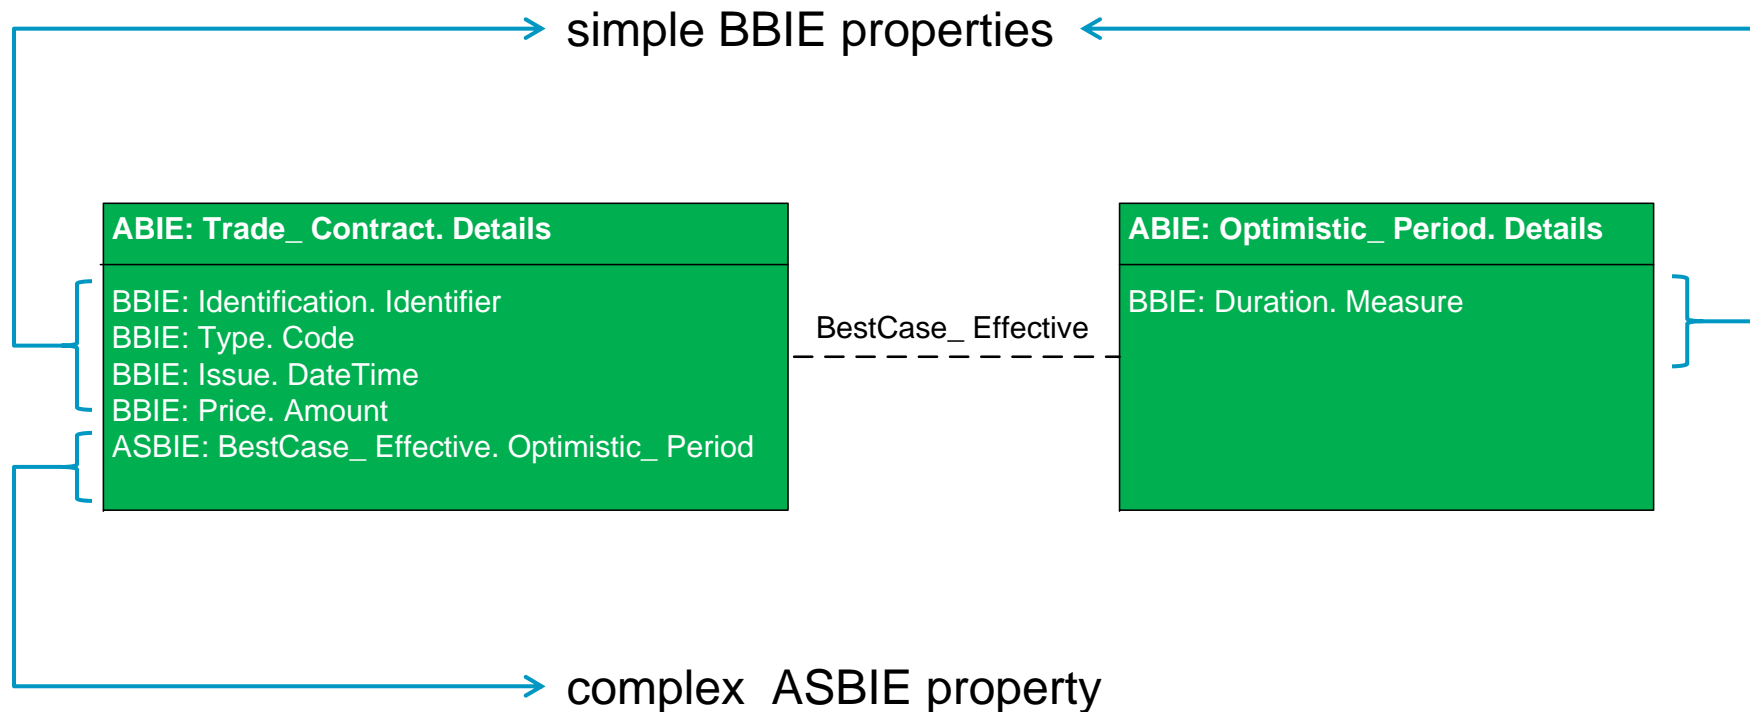 simple BBIE properties
ABIE: Trade_ Contract. Details
BBIE: Identification. Identifier
BBIE: Type. Code
BBIE: Issue. DateTime
BBIE: Price. Amount
ASBIE: BestCase_ Effective. Optimistic_ Period
BestCase_ Effective
ABIE: Optimistic_ Period. Details
BBIE: Duration. Measure
complex  ASBIE property